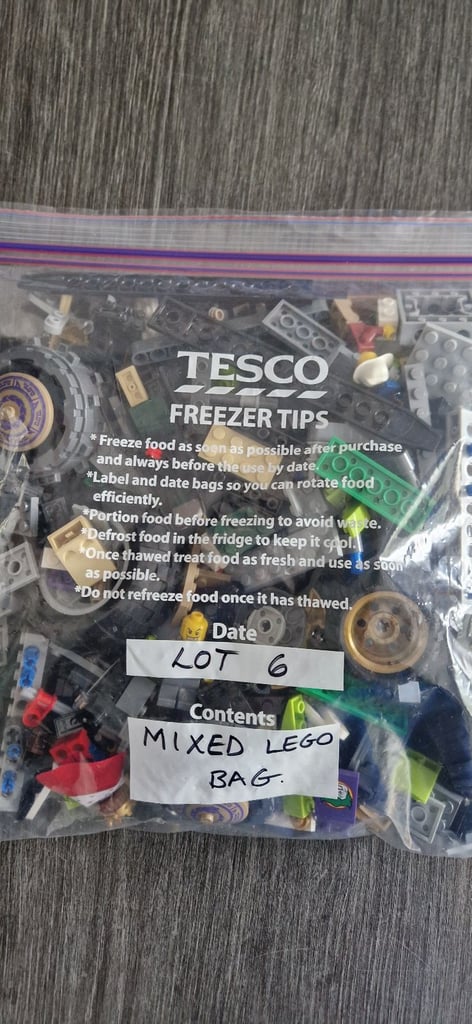 TESCO
FREEZER TIPS
* Freeze food as soon as possible after purchase
and always before the use by date.
*Label and date bags so you can rotate food
efficiently.
*Portion food before freezing to avoid waste.
*Defrost food in the fridge to keep it cool.
*Once thawed treat food as fresh and use as soon
as possible.
*Do not refreeze food once it has thawed.
Date
LOT 6
Contents
MIXED LEGO
BAG.